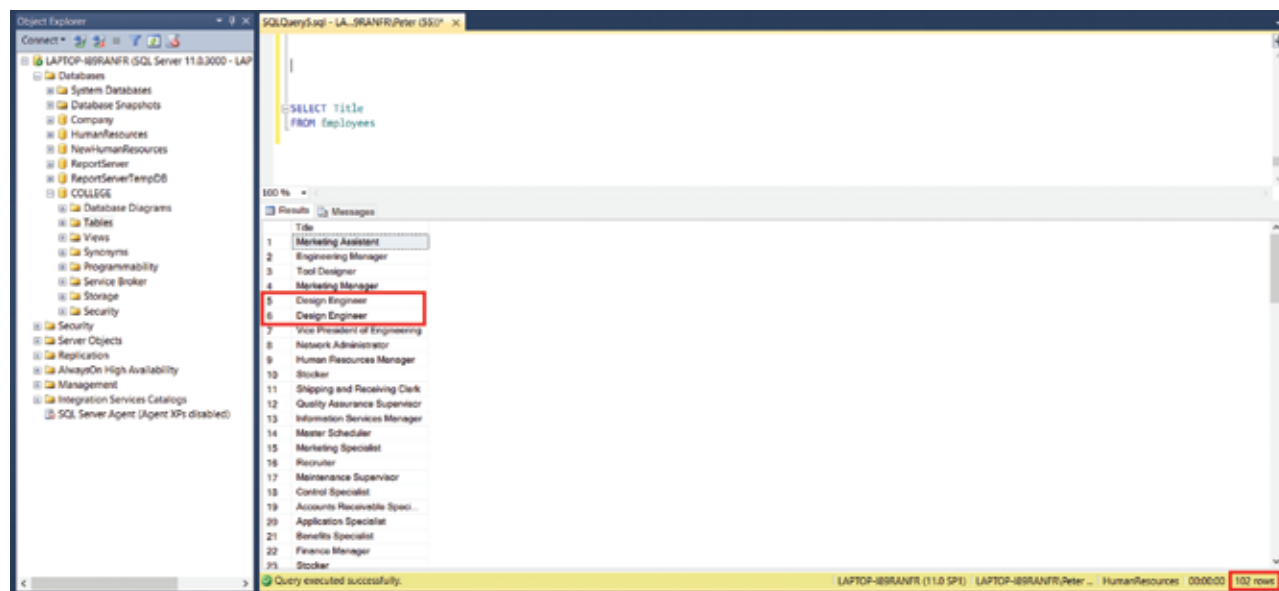 Object Explorer
Connect
LAPTOP-I89RANFR (SQL Server 11.0.3000 - LAP
Databases
System Databases
Database Snapshots
Company
HumanResources
NewHumanResources
ReportServer
ReportServerTempDB
COLLEGE
Database Diagrams
Tables
Views
Synonyms
Programmability
Service Broker
Storage
Security
Security
Server Objects
Replication
AlwaysOn High Availability
Management
Integration Services Catalogs
SQL Server Agent (Agent XPs disabled)
SQLQuery5.sql - LA...9RANFR\Peter (55))*
SELECT Title
FROM Employees
100 %
Results Messages
Title
1 Marketing Assistent
2 Engineering Manager
3 Tool Designer
4 Marketing Manager
5 Design Engineer
6 Design Engineer
7 Vice President of Engineering
8 Network Administrator
9 Human Resources Manager
10 Stocker
11 Shipping and Receiving Clerk
12 Quality Assurance Supervisor
13 Information Services Manager
14 Master Scheduler
15 Marketing Specialist
16 Recruiter
17 Maintenance Supervisor
18 Control Specialist
19 Accounts Receivable Speci...
20 Application Specialist
21 Benefits Specialist
22 Finance Manager
23 Stocker
Query executed successfully. LAPTOP-I89RANFR (11.0 SP1) LAPTOP-I89RANFR\Peter ... HumanResources 00:00:00 102 rows